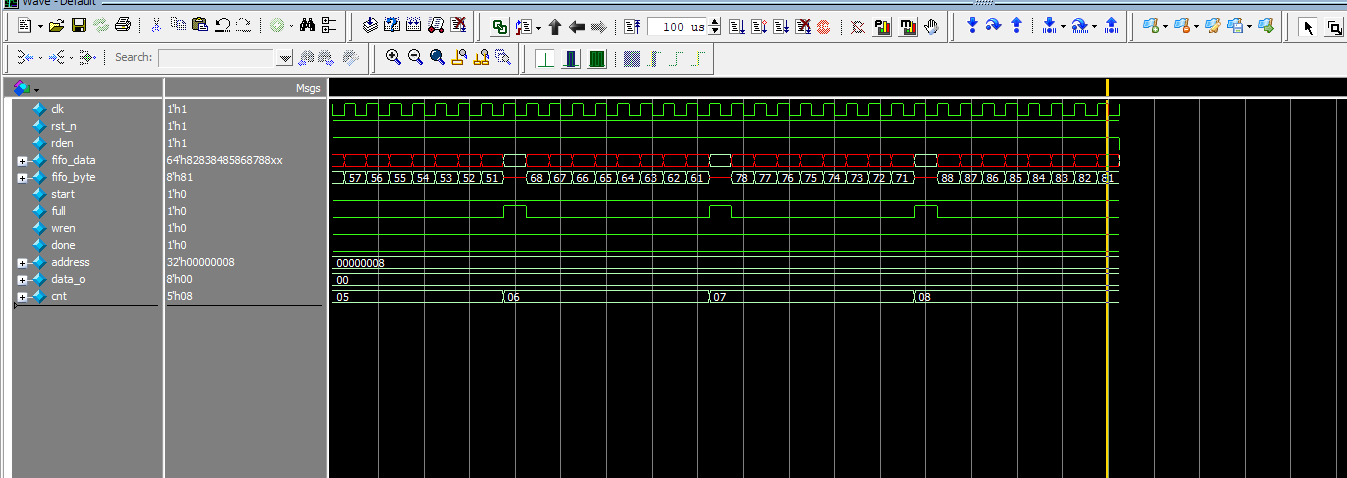 Wave - Default
100 us
Search:
Msgs
clk 1'h1
rst_n 1'h1
rden 1'h1
fifo_data 64'h82838485868788xx
fifo_byte 8'h81 57 56 55 54 53 52 51 68 67 66 65 64 63 62 61 78 77 76 75 74 73 72 71 88 87 86 85 84 83 82 81
start 1'h0
full 1'h0
wren 1'h0
done 1'h0
address 32'h00000008 00000008
data_o 8'h00 00
cnt 5'h08 05 06 07 08